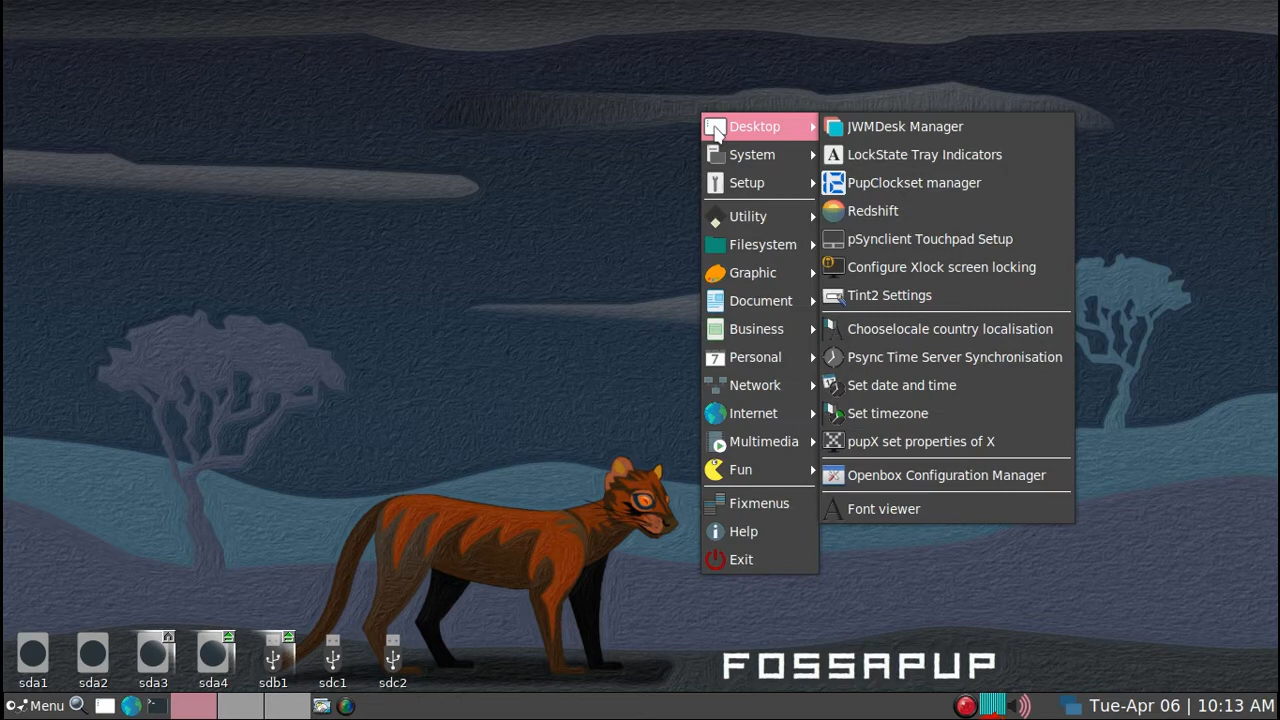 Desktop
System
Setup
Utility
Filesystem
Graphic
Document
Business
Personal
Network
Internet
Multimedia
Fun
Fixmenus
Help
Exit
JWMDesk Manager
LockState Tray Indicators
PupClockset manager
Redshift
pSynclient Touchpad Setup
Configure Xlock screen locking
Tint2 Settings
Chooselocale country localisation
Psync Time Server Synchronisation
Set date and time
Set timezone
pupX set properties of X
Openbox Configuration Manager
Font viewer
FOSSAPUP
sda1 sda2 sda3 sda4 sdb1 sdc1 sdc2
Menu Tue-Apr 06 | 10:13 AM